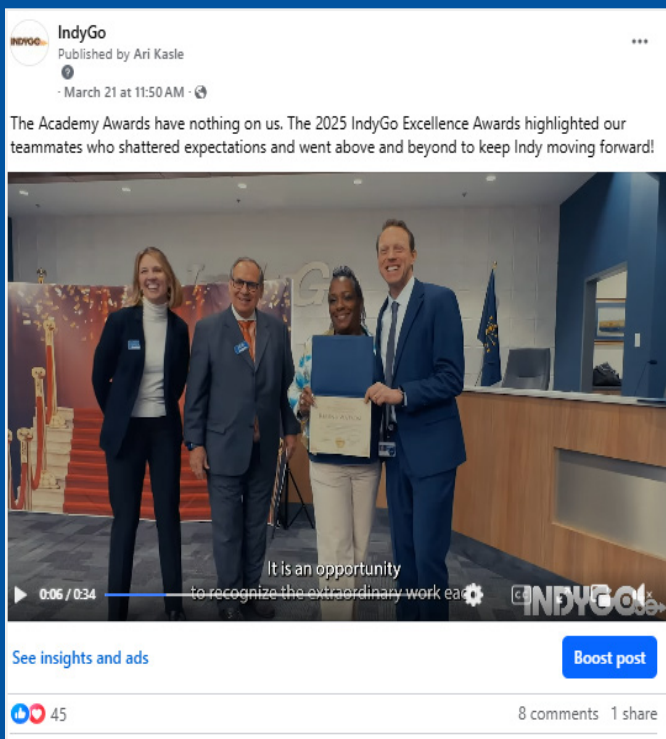 INDYGO
IndyGo
Published by Ari Kasle
· March 21 at 11:50 AM ·
The Academy Awards have nothing on us. The 2025 IndyGo Excellence Awards highlighted our
teammates who shattered expectations and went above and beyond to keep Indy moving forward!
It is an opportunity
0:06 / 0:34
to recognize the extraordinary work ea
CC
INDYGO
See insights and ads
Boost post
45
8 comments 1 share